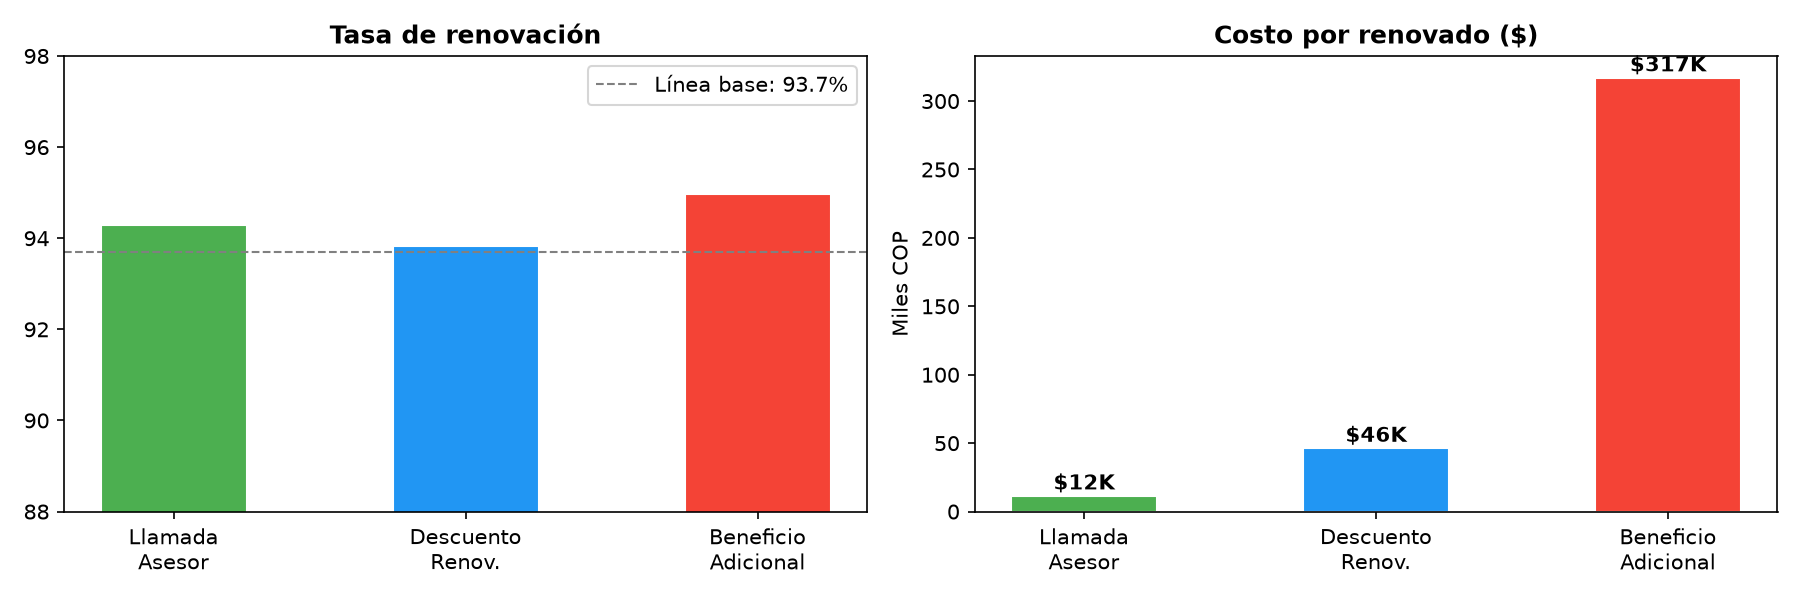 Tasa de renovación
98
96
94
92
90
88
Línea base: 93.7%
Llamada
Asesor
Descuento
Renov.
Beneficio
Adicional
Costo por renovado ($)
Miles COP
300
250
200
150
100
50
0
$12K
$46K
$317K
Llamada
Asesor
Descuento
Renov.
Beneficio
Adicional